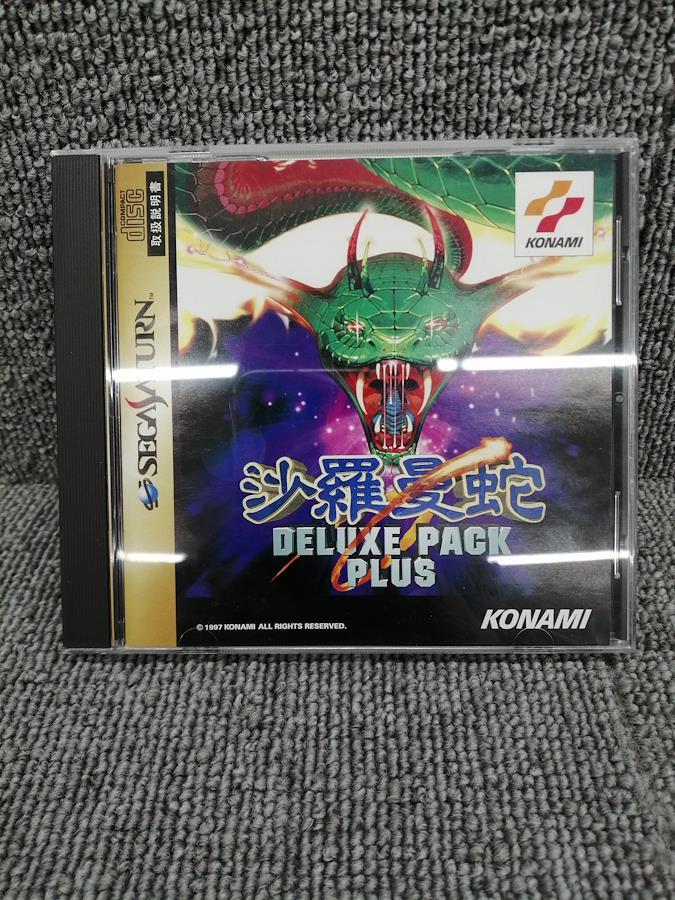 COMPACT
disc
取扱説明書
SEGA SATURN™
KONAMI
沙羅曼蛇
DELUXE PACK
PLUS
© 1997 KONAMI ALL RIGHTS RESERVED.
KONAMI